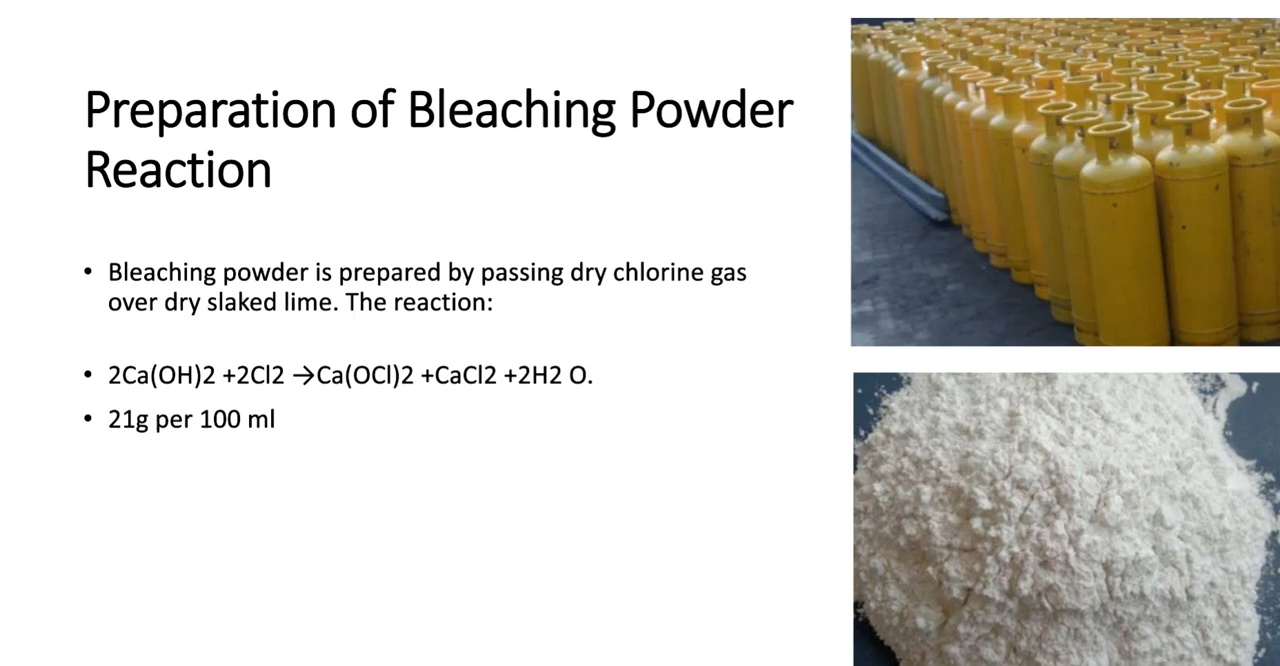 Preparation of Bleaching Powder
Reaction
• Bleaching powder is prepared by passing dry chlorine gas
over dry slaked lime. The reaction:
• 2Ca(OH)2 +2Cl2 →Ca(OCl)2 +CaCl2 +2H2 O.
• 21g per 100 ml